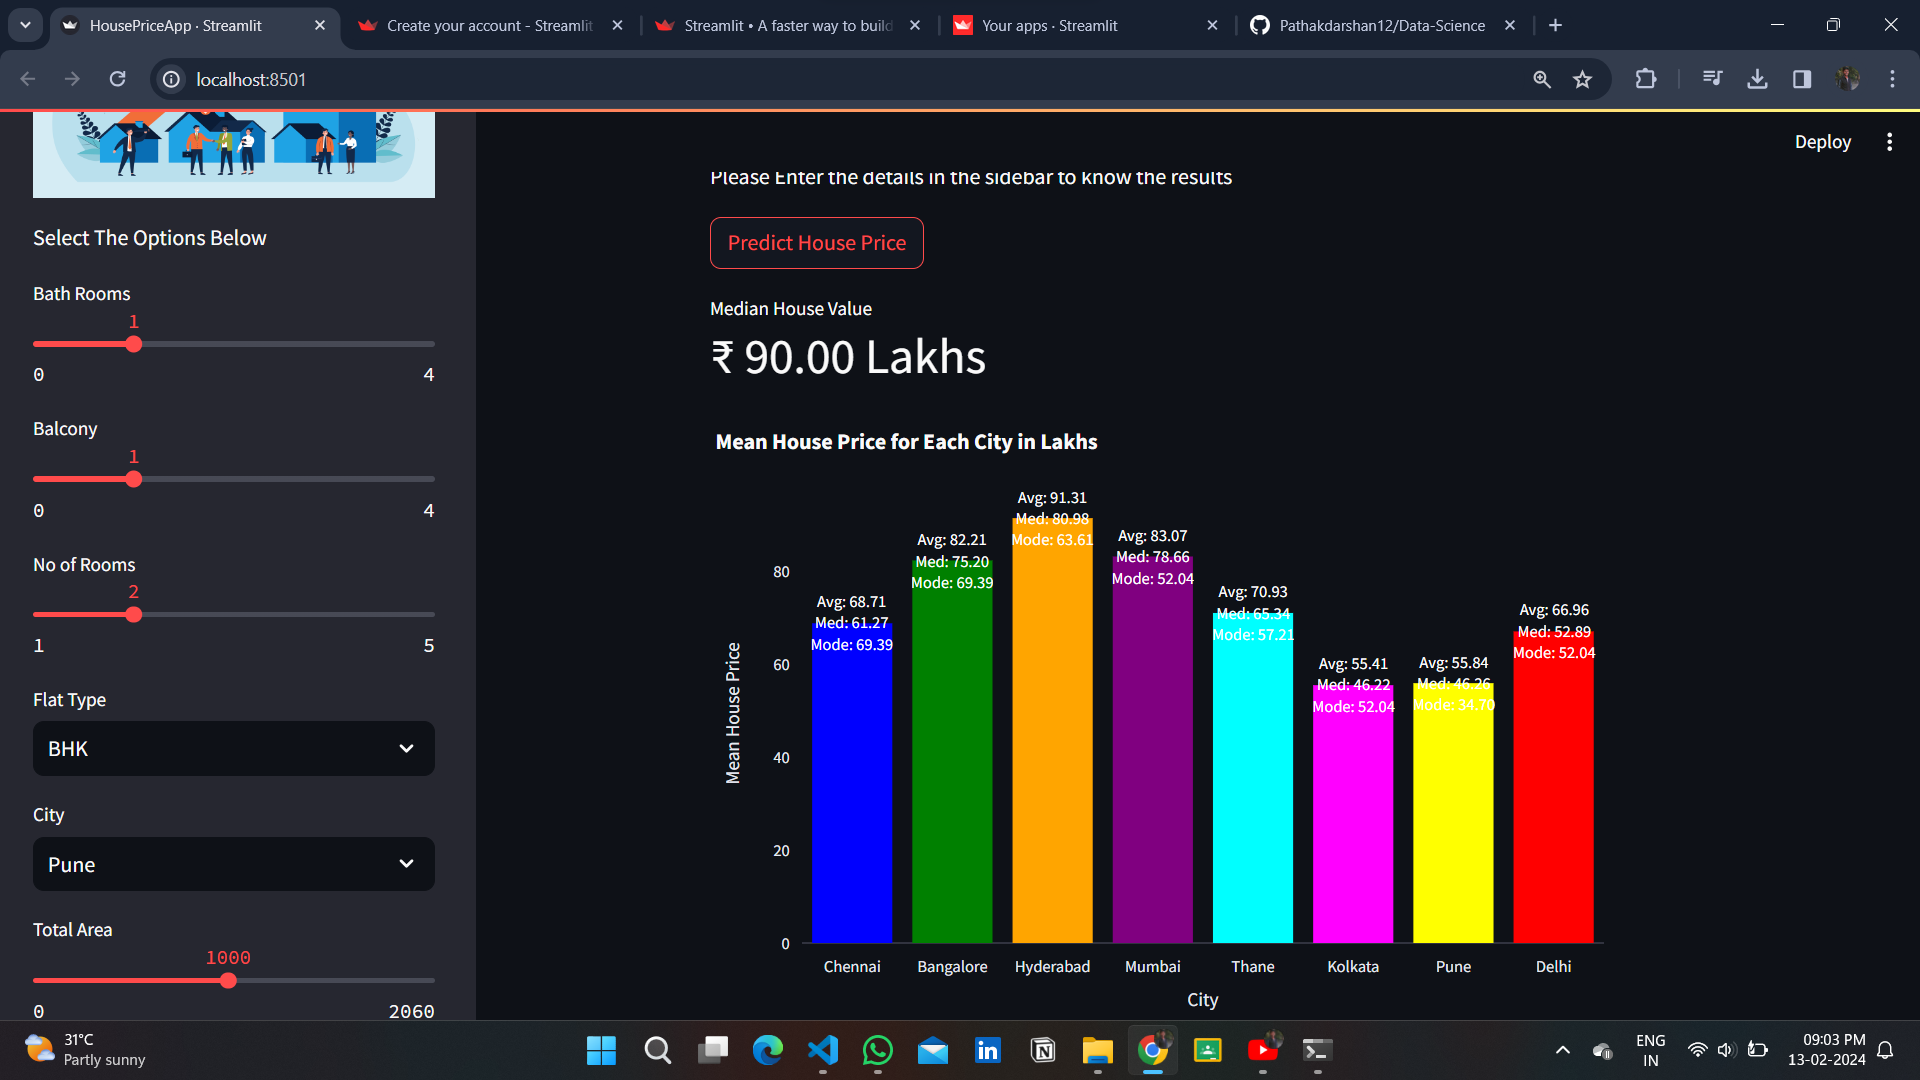 HousePriceApp · Streamlit
Create your account - Streamlit
Streamlit • A faster way to build
Your apps · Streamlit
Pathakdarshan12/Data-Science
localhost:8501
Deploy
Select The Options Below
Bath Rooms
1
0 4
Balcony
1
0 4
No of Rooms
2
1 5
Flat Type
BHK
City
Pune
Total Area
1000
0 2060
Please Enter the details in the sidebar to know the results
Predict House Price
Median House Value
₹ 90.00 Lakhs
Mean House Price for Each City in Lakhs
Mean House Price
80
60
40
20
0
Avg: 68.71
Med: 61.27
Mode: 69.39
Avg: 82.21
Med: 75.20
Mode: 69.39
Avg: 91.31
Med: 80.98
Mode: 63.61
Avg: 83.07
Med: 78.66
Mode: 52.04
Avg: 70.93
Med: 65.34
Mode: 57.21
Avg: 55.41
Med: 46.22
Mode: 52.04
Avg: 55.84
Med: 46.26
Mode: 34.70
Avg: 66.96
Med: 52.89
Mode: 52.04
Chennai Bangalore Hyderabad Mumbai Thane Kolkata Pune Delhi
City
31°C
Partly sunny
ENG
IN
09:03 PM
13-02-2024